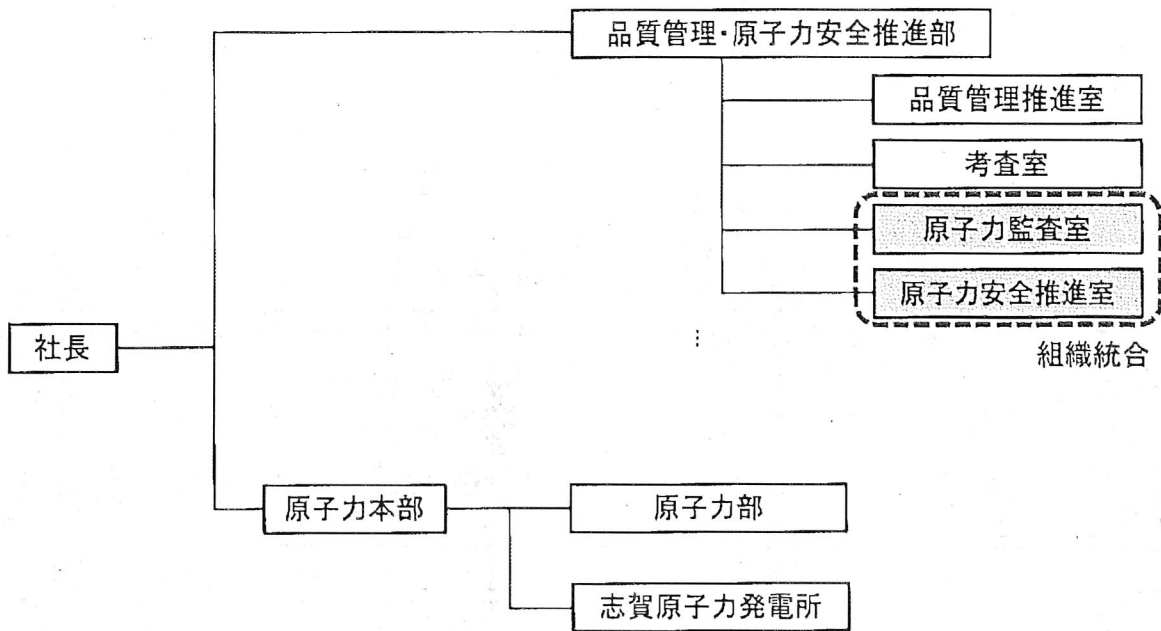 品質管理・原子力安全推進部
品質管理推進室
考査室
原子力監査室
原子力安全推進室
組織統合
社長
⋮
原子力本部
原子力部
志賀原子力発電所